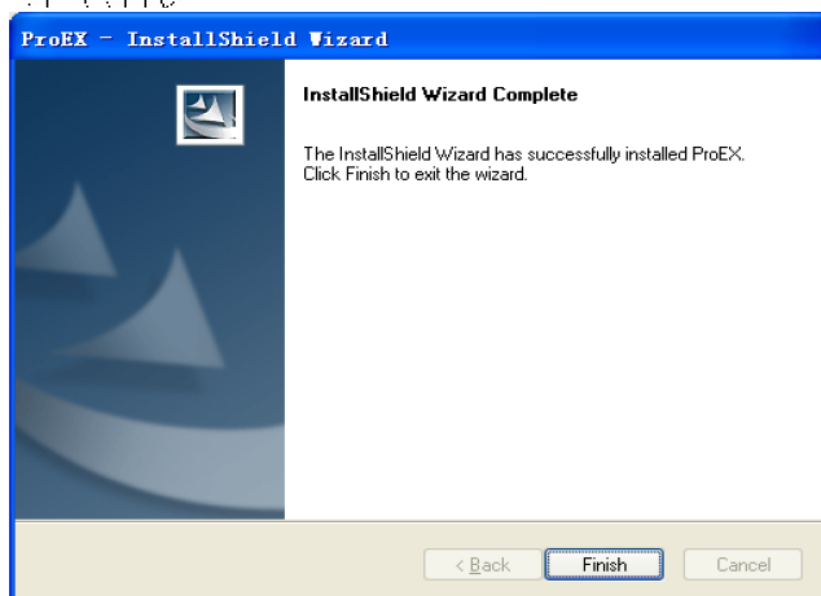 ProEX - InstallShield Wizard
InstallShield Wizard Complete
The InstallShield Wizard has successfully installed ProEX.
Click Finish to exit the wizard.
< Back
Finish
Cancel